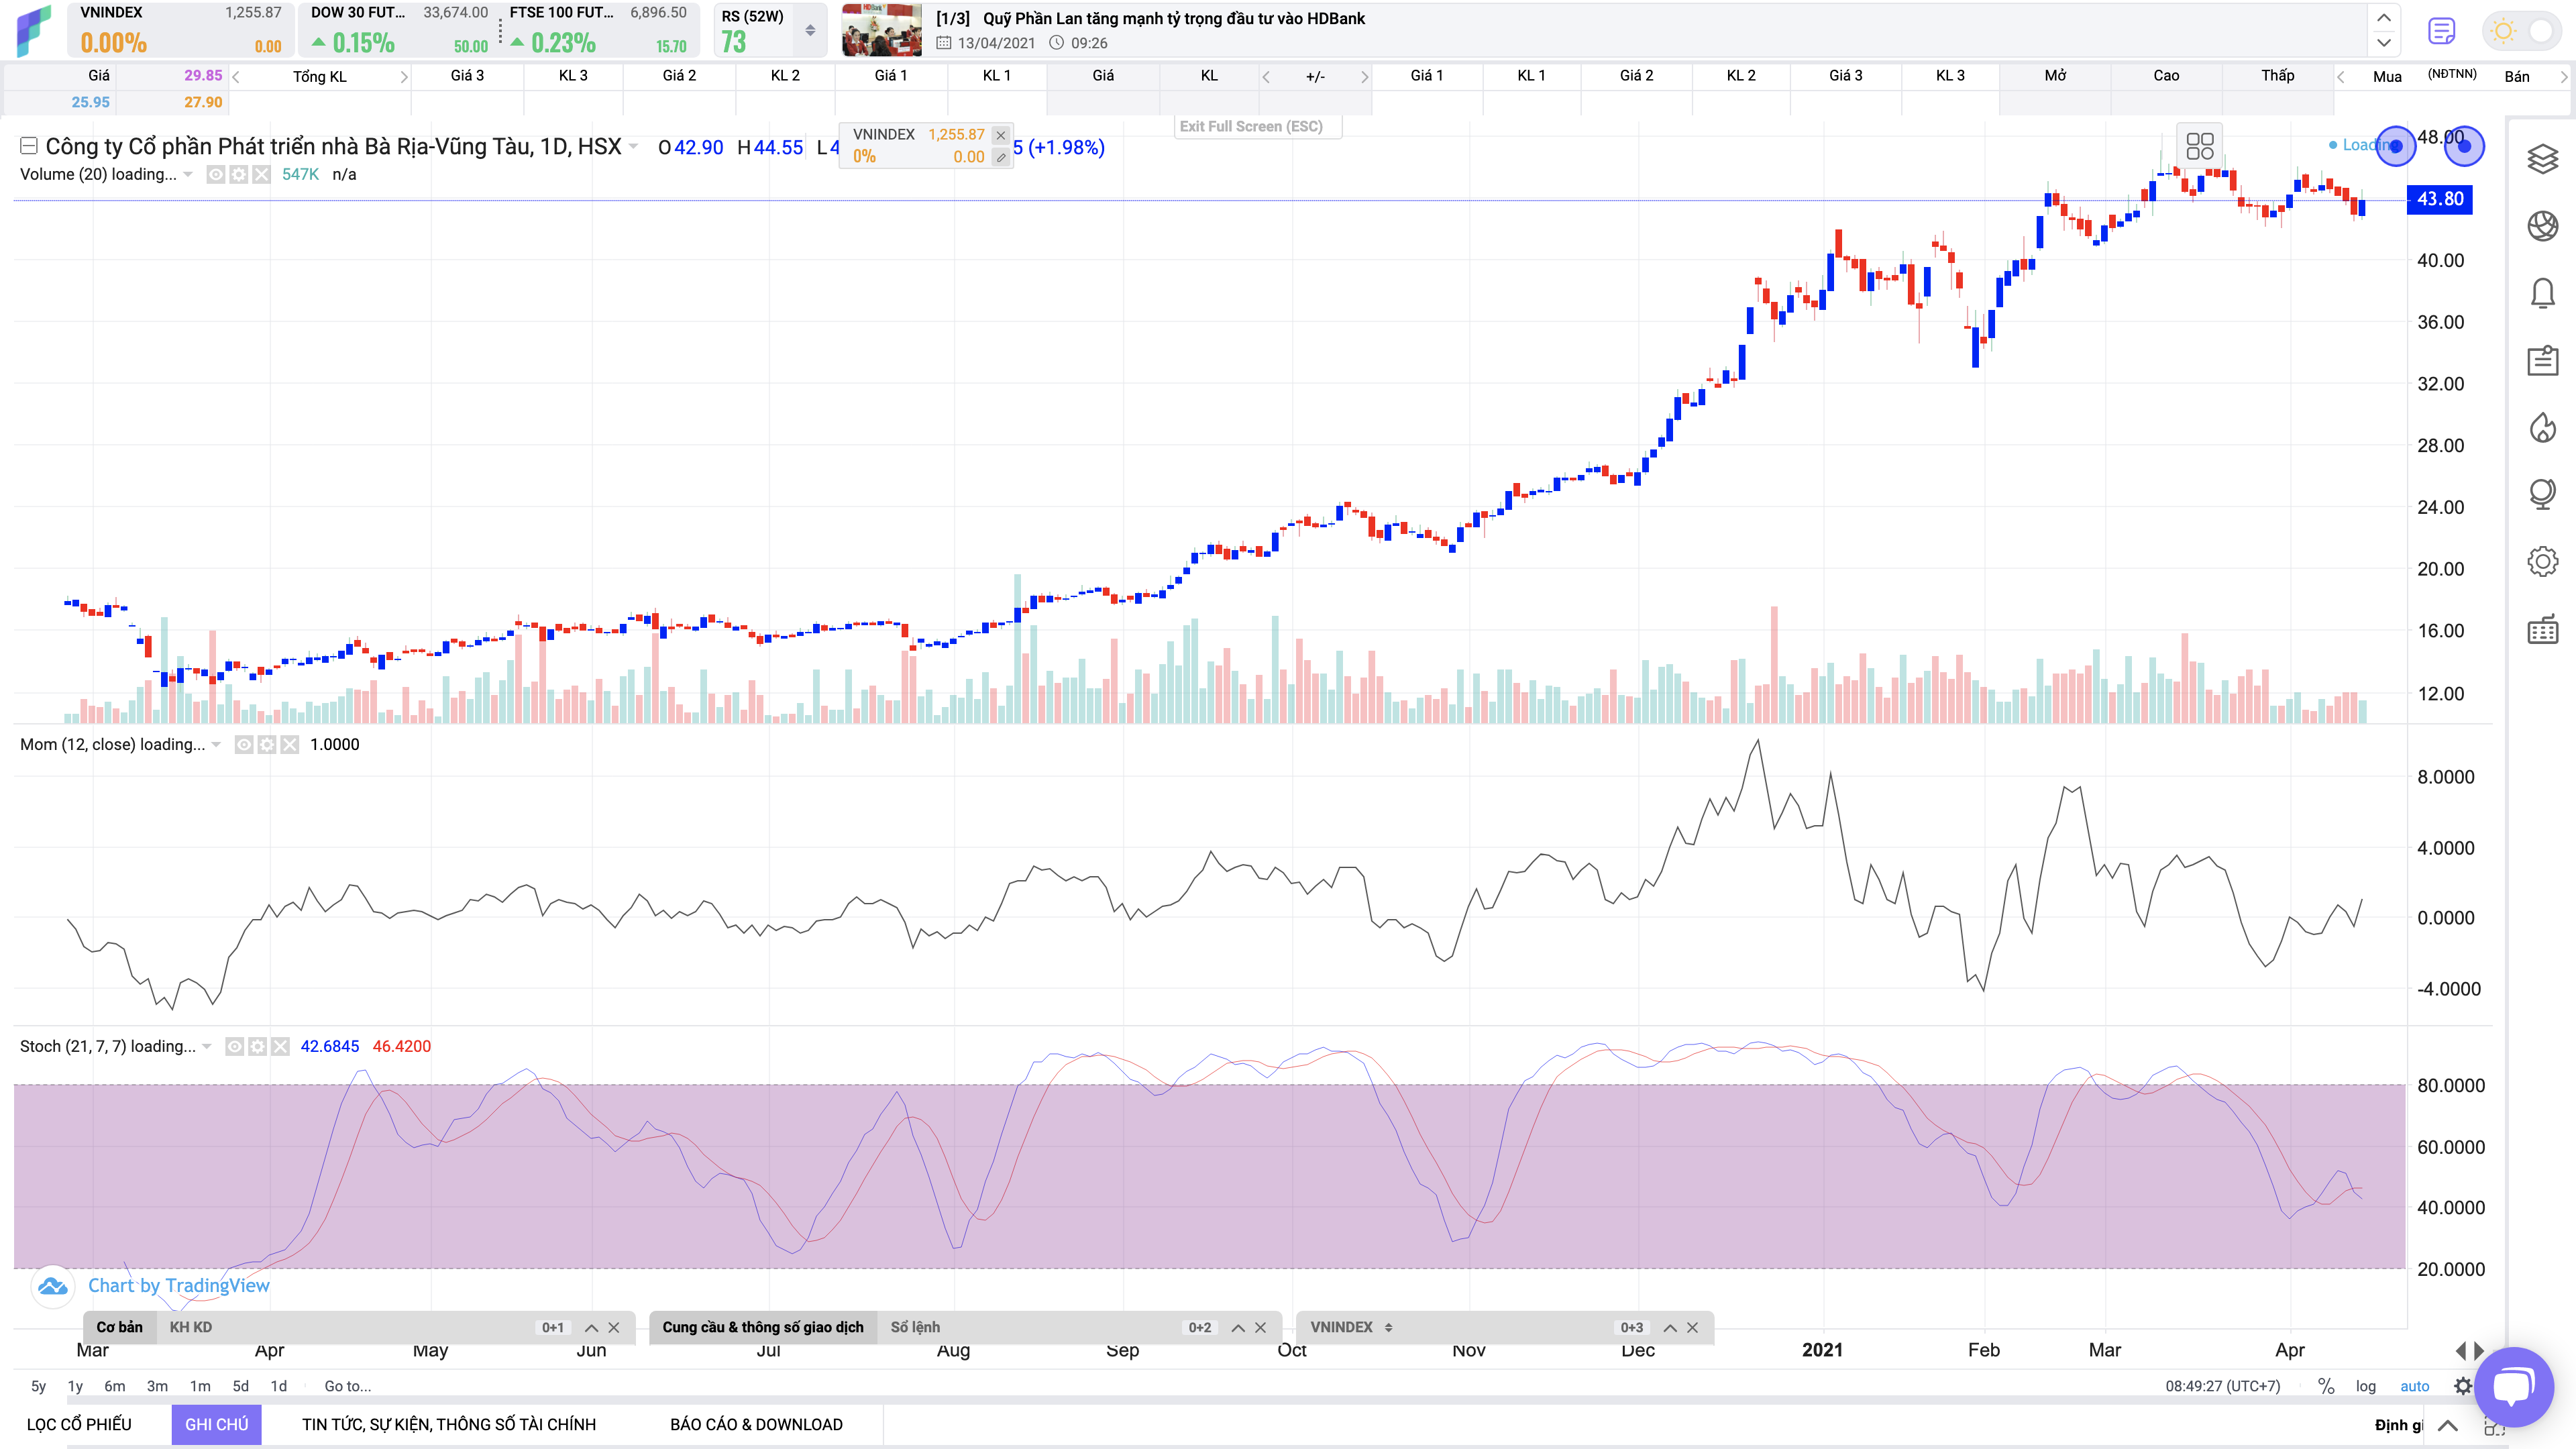 VNINDEX 1,255.87
0.00% 0.00
DOW 30 FUT... 33,674.00
0.15% 50.00
FTSE 100 FUT... 6,896.50
0.23% 15.70
RS (52W)
73
[1/3] Quỹ Phần Lan tăng mạnh tỷ trọng đầu tư vào HDBank
13/04/2021 09:26
Giá 29.85 Tổng KL Giá 3 KL 3 Giá 2 KL 2 Giá 1 KL 1 Giá KL +/- Giá 1 KL 1 Giá 2 KL 2 Giá 3 KL 3 Mở Cao Thấp Mua (NĐTNN) Bán
25.95 27.90
Exit Full Screen (ESC)
Công ty Cổ phần Phát triển nhà Bà Rịa-Vũng Tàu, 1D, HSX O 42.90 H 44.55 L 4
VNINDEX 1,255.87
0% 0.00
5 (+1.98%)
Volume (20) loading... 547K n/a
48.00
43.80
40.00
36.00
32.00
28.00
24.00
20.00
16.00
12.00
Mom (12, close) loading... 1.0000
8.0000
4.0000
0.0000
-4.0000
Stoch (21, 7, 7) loading... 42.6845 46.4200
80.0000
60.0000
40.0000
20.0000
Chart by TradingView
Cơ bản KH KD 0+1
Cung cầu & thông số giao dịch Sổ lệnh 0+2
VNINDEX 0+3
Mar Apr May Jun Jul Aug Sep Oct Nov Dec 2021 Feb Mar Apr
5y 1y 6m 3m 1m 5d 1d Go to... 08:49:27 (UTC+7) % log auto
LỌC CỔ PHIẾU GHI CHÚ TIN TỨC, SỰ KIỆN, THÔNG SỐ TÀI CHÍNH BÁO CÁO & DOWNLOAD Định gi